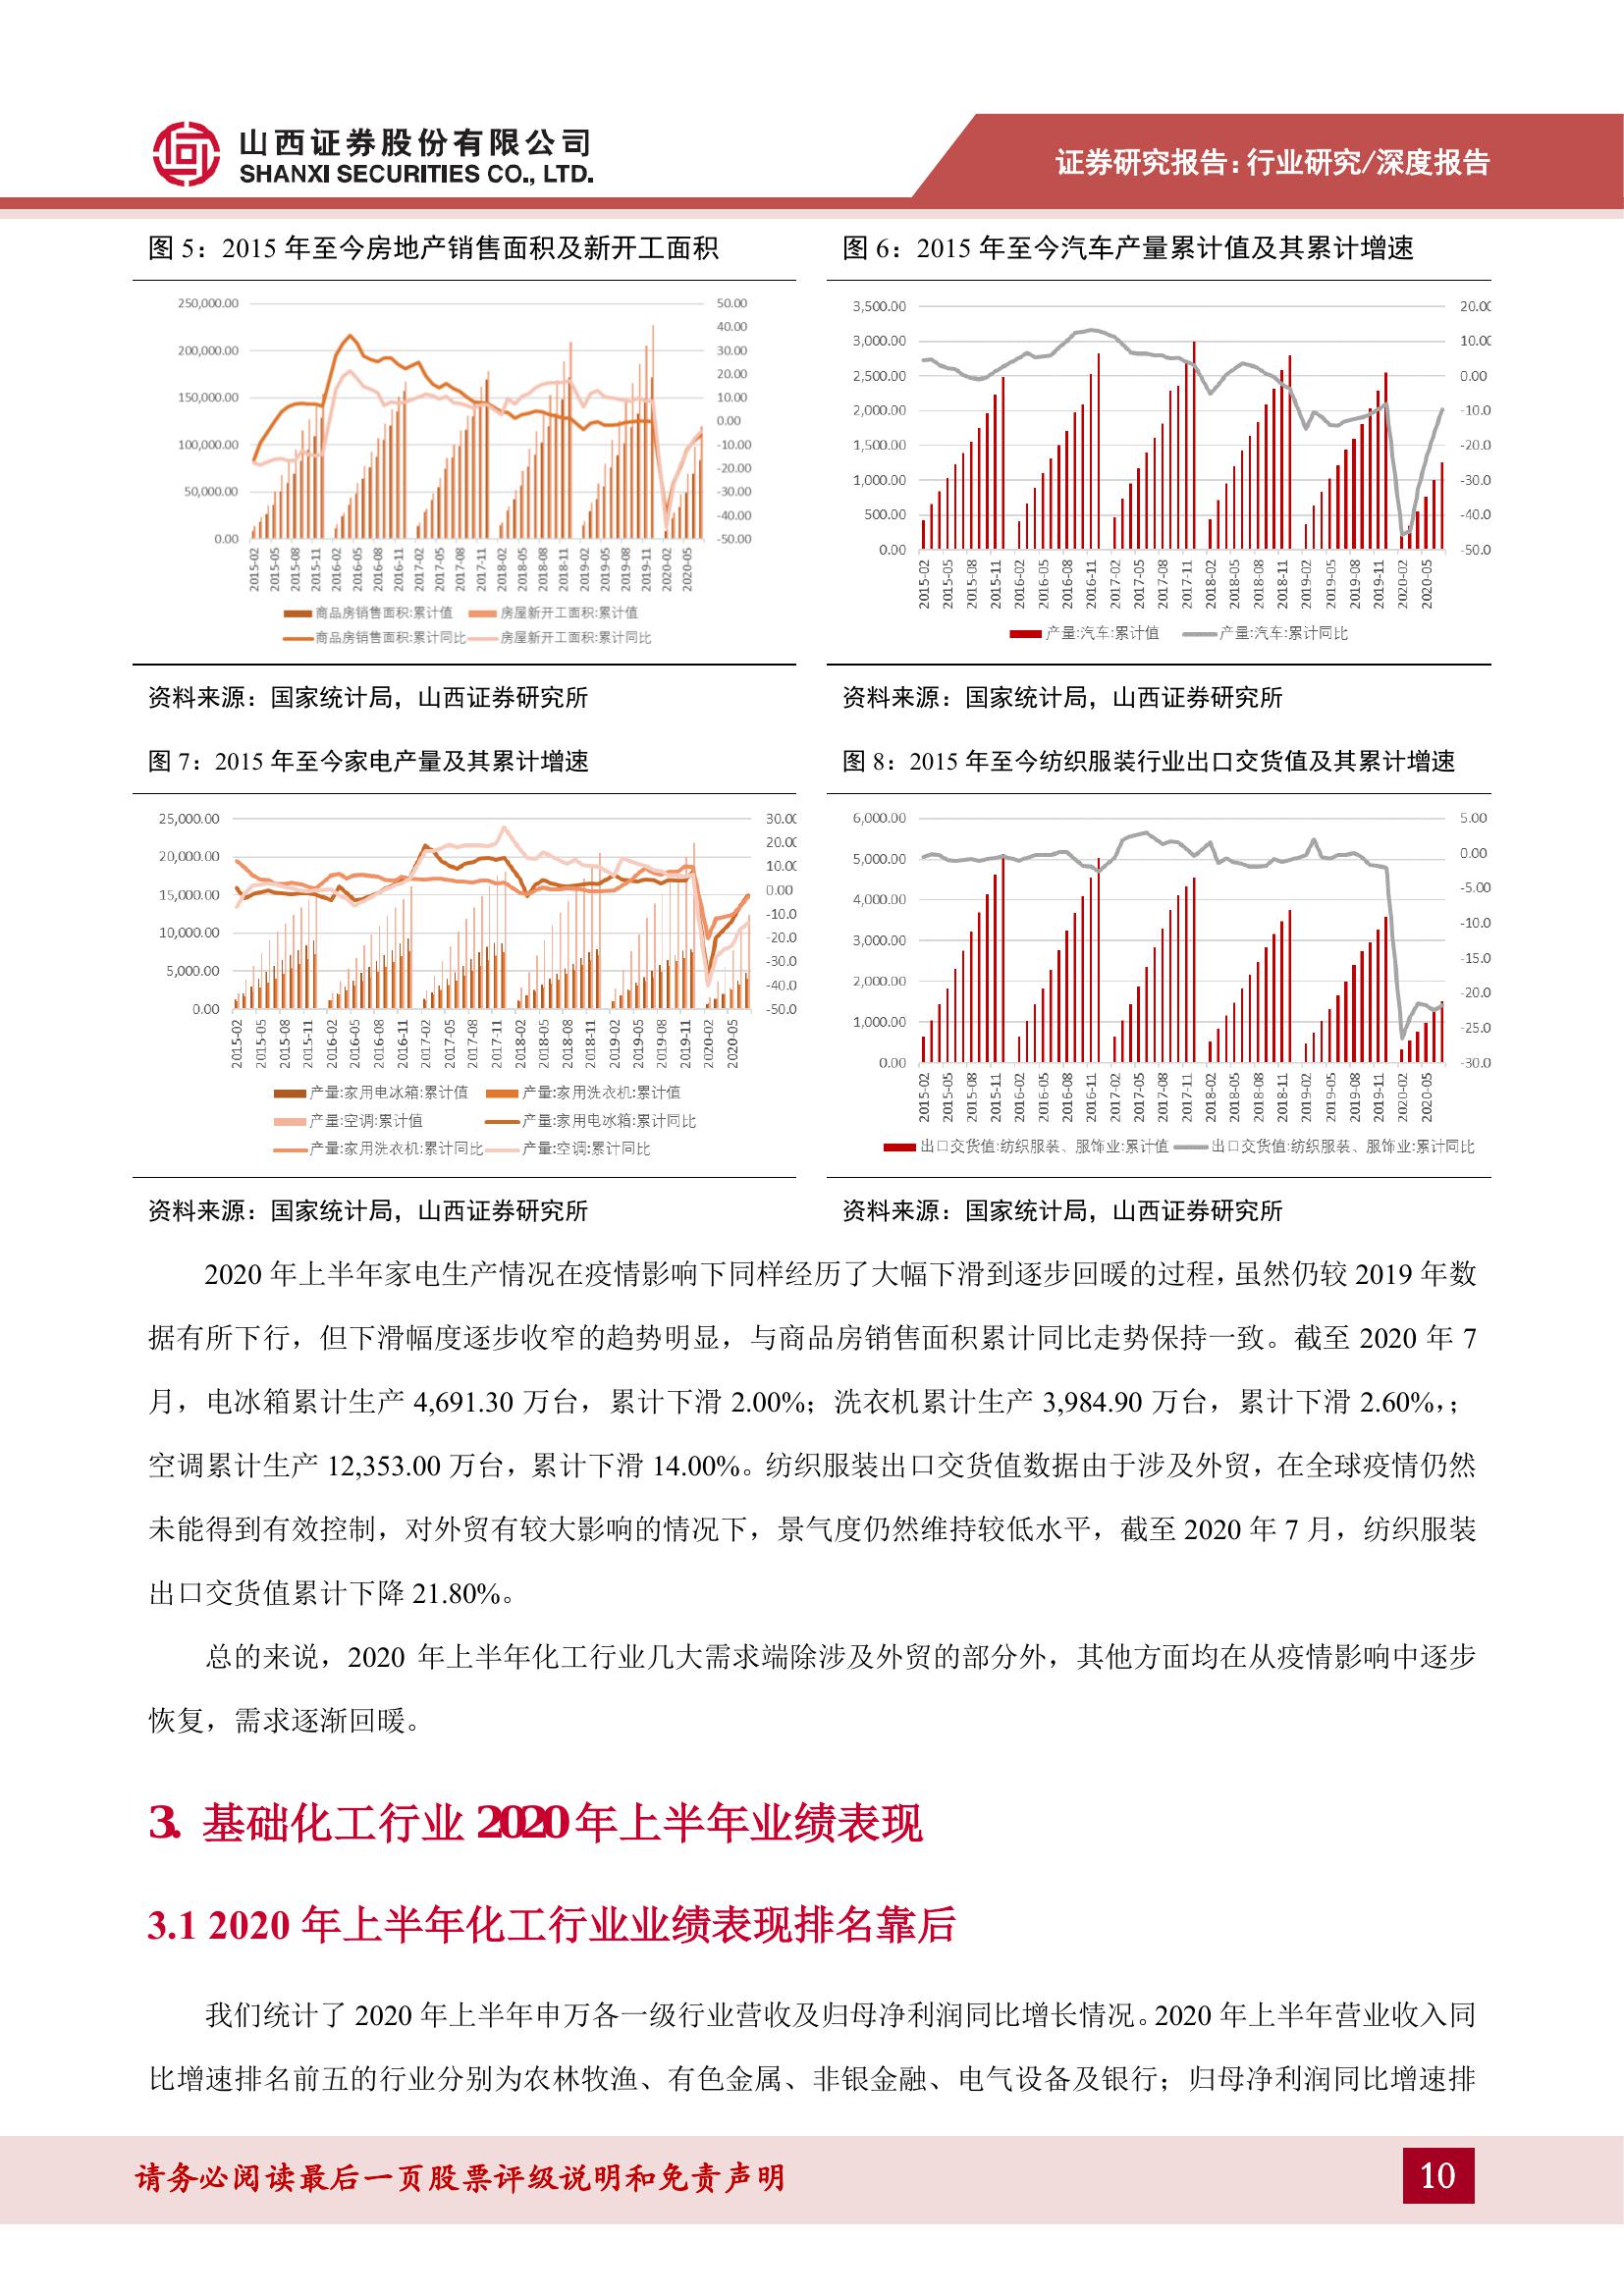 山西证券股份有限公司
SHANXI SECURITIES CO., LTD.
证券研究报告:行业研究/深度报告
图 5：2015 年至今房地产销售面积及新开工面积
250,000.00
200,000.00
150,000.00
100,000.00
50,000.00
0.00
50.00
40.00
30.00
20.00
10.00
0.00
-10.00
-20.00
-30.00
-40.00
-50.00
2015-02 2015-05 2015-08 2015-11 2016-02 2016-05 2016-08 2016-11 2017-02 2017-05 2017-08 2017-11 2018-02 2018-05 2018-08 2018-11 2019-02 2019-05 2019-08 2019-11 2020-02 2020-05
商品房销售面积:累计值 房屋新开工面积:累计值
商品房销售面积:累计同比 房屋新开工面积:累计同比
资料来源：国家统计局，山西证券研究所
图 6：2015 年至今汽车产量累计值及其累计增速
3,500.00
3,000.00
2,500.00
2,000.00
1,500.00
1,000.00
500.00
0.00
20.00
10.00
0.00
-10.0
-20.0
-30.0
-40.0
-50.0
2015-02 2015-05 2015-08 2015-11 2016-02 2016-05 2016-08 2016-11 2017-02 2017-05 2017-08 2017-11 2018-02 2018-05 2018-08 2018-11 2019-02 2019-05 2019-08 2019-11 2020-02 2020-05
产量:汽车:累计值 产量:汽车:累计同比
资料来源：国家统计局，山西证券研究所
图 7：2015 年至今家电产量及其累计增速
25,000.00
20,000.00
15,000.00
10,000.00
5,000.00
0.00
30.00
20.00
10.00
0.00
-10.0
-20.0
-30.0
-40.0
-50.0
2015-02 2015-05 2015-08 2015-11 2016-02 2016-05 2016-08 2016-11 2017-02 2017-05 2017-08 2017-11 2018-02 2018-05 2018-08 2018-11 2019-02 2019-05 2019-08 2019-11 2020-02 2020-05
产量:家用电冰箱:累计值 产量:家用洗衣机:累计值
产量:空调:累计值 产量:家用电冰箱:累计同比
产量:家用洗衣机:累计同比 产量:空调:累计同比
资料来源：国家统计局，山西证券研究所
图 8：2015 年至今纺织服装行业出口交货值及其累计增速
6,000.00
5,000.00
4,000.00
3,000.00
2,000.00
1,000.00
0.00
5.00
0.00
-5.00
-10.0
-15.0
-20.0
-25.0
-30.0
2015-02 2015-05 2015-08 2015-11 2016-02 2016-05 2016-08 2016-11 2017-02 2017-05 2017-08 2017-11 2018-02 2018-05 2018-08 2018-11 2019-02 2019-05 2019-08 2019-11 2020-02 2020-05
出口交货值:纺织服装、服饰业:累计值 出口交货值:纺织服装、服饰业:累计同比
资料来源：国家统计局，山西证券研究所
2020 年上半年家电生产情况在疫情影响下同样经历了大幅下滑到逐步回暖的过程，虽然仍较 2019 年数
据有所下行，但下滑幅度逐步收窄的趋势明显，与商品房销售面积累计同比走势保持一致。截至 2020 年 7
月，电冰箱累计生产 4,691.30 万台，累计下滑 2.00%；洗衣机累计生产 3,984.90 万台，累计下滑 2.60%，；
空调累计生产 12,353.00 万台，累计下滑 14.00%。纺织服装出口交货值数据由于涉及外贸，在全球疫情仍然
未能得到有效控制，对外贸有较大影响的情况下，景气度仍然维持较低水平，截至 2020 年 7 月，纺织服装
出口交货值累计下降 21.80%。
总的来说，2020 年上半年化工行业几大需求端除涉及外贸的部分外，其他方面均在从疫情影响中逐步
恢复，需求逐渐回暖。
3. 基础化工行业 2020 年上半年业绩表现
3.1 2020 年上半年化工行业业绩表现排名靠后
我们统计了 2020 年上半年申万各一级行业营收及归母净利润同比增长情况。2020 年上半年营业收入同
比增速排名前五的行业分别为农林牧渔、有色金属、非银金融、电气设备及银行；归母净利润同比增速排
请务必阅读最后一页股票评级说明和免责声明
10